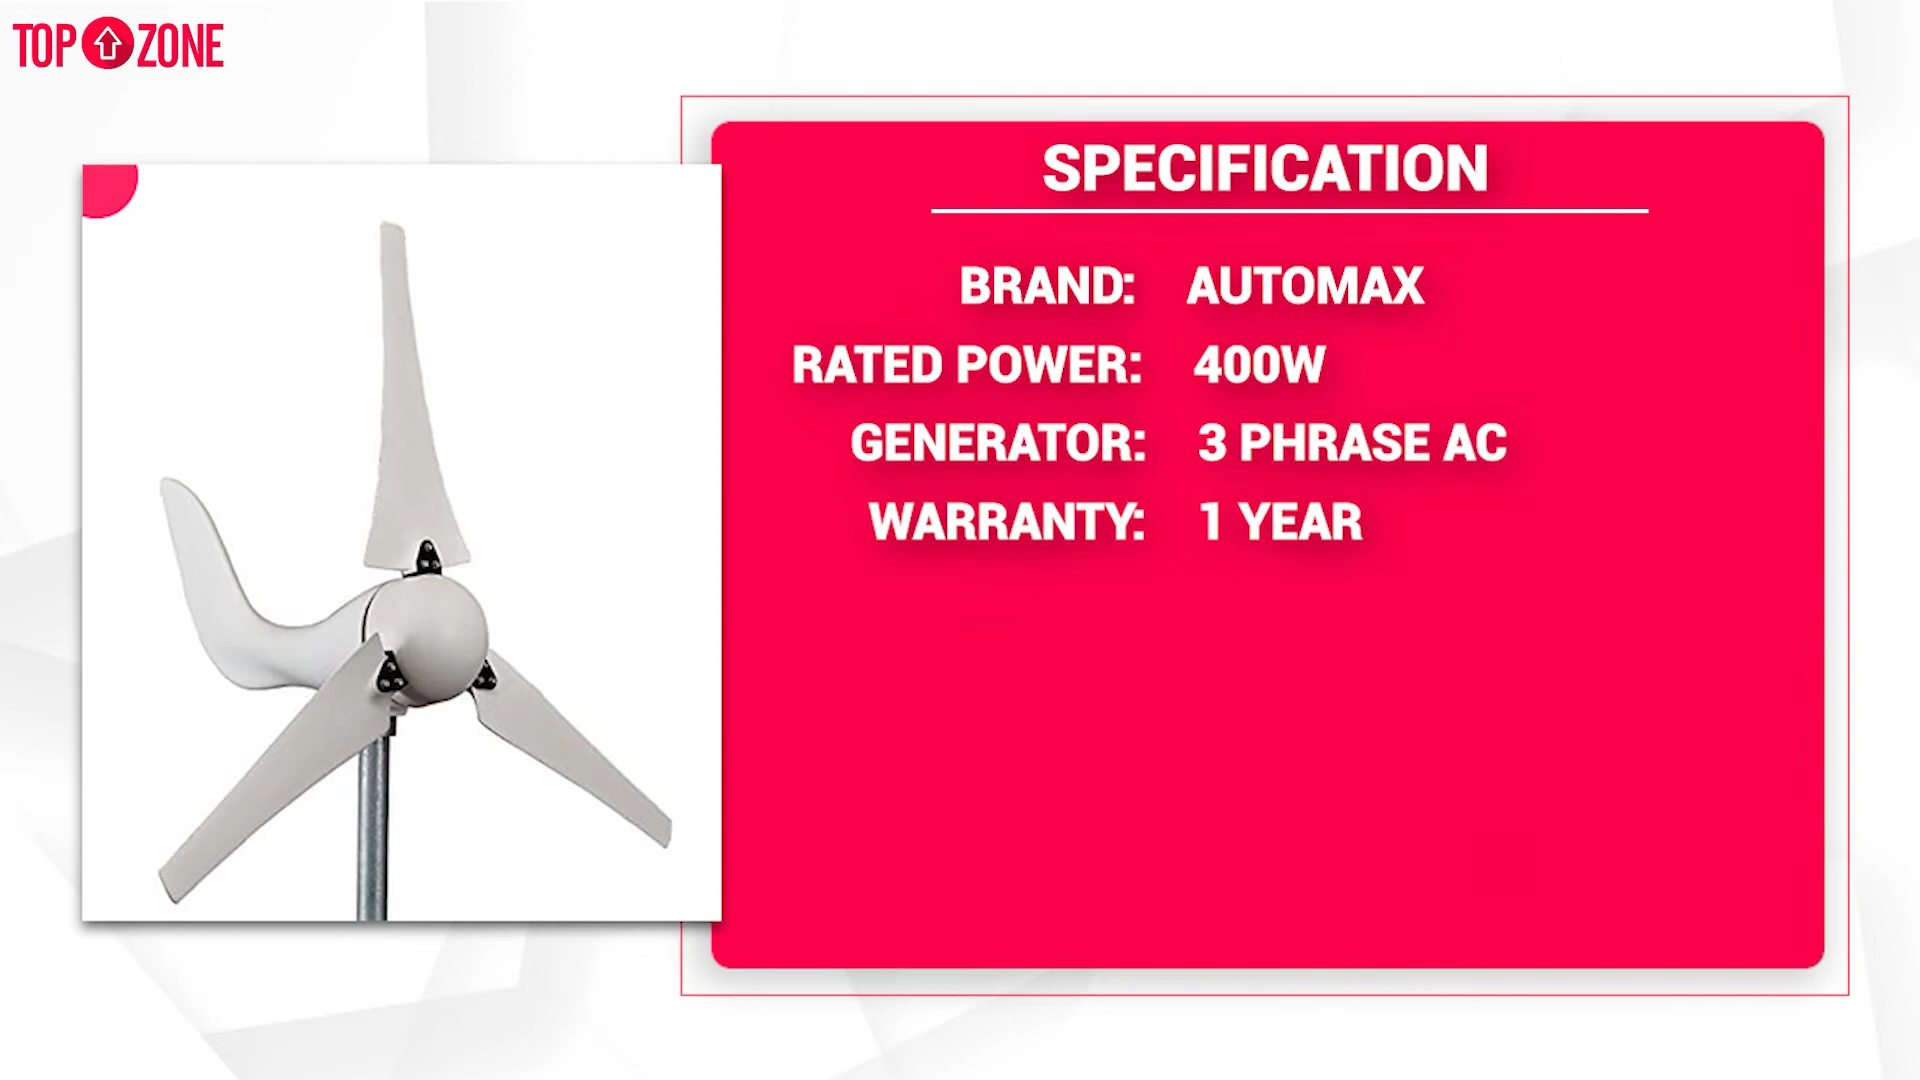 TOP ZONE
SPECIFICATION
BRAND: AUTOMAX
RATED POWER: 400W
GENERATOR: 3 PHRASE AC
WARRANTY: 1 YEAR